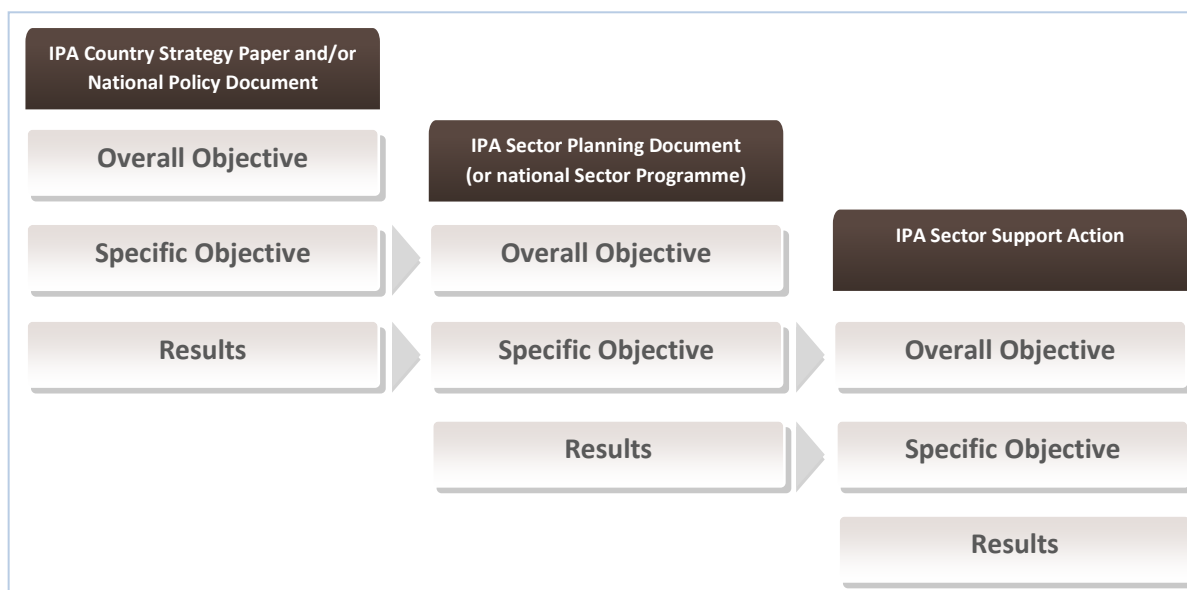 IPA Country Strategy Paper and/or
National Policy Document
Overall Objective
Specific Objective
Results
IPA Sector Planning Document
(or national Sector Programme)
Overall Objective
Specific Objective
Results
IPA Sector Support Action
Overall Objective
Specific Objective
Results